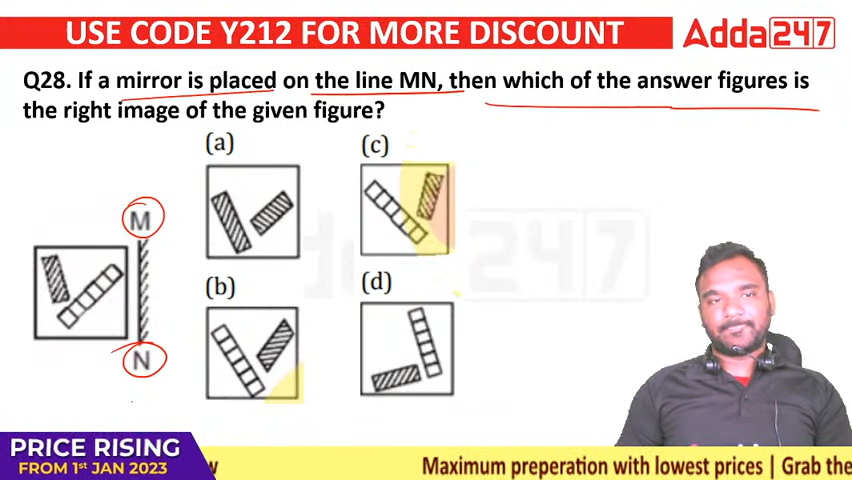 USE CODE Y212 FOR MORE DISCOUNT
Adda247
Q28. If a mirror is placed on the line MN, then which of the answer figures is
the right image of the given figure?
(a)
(c)
M
(b)
(d)
N
247
PRICE RISING
FROM 1st JAN 2023
w
Maximum preperation with lowest prices | Grab the